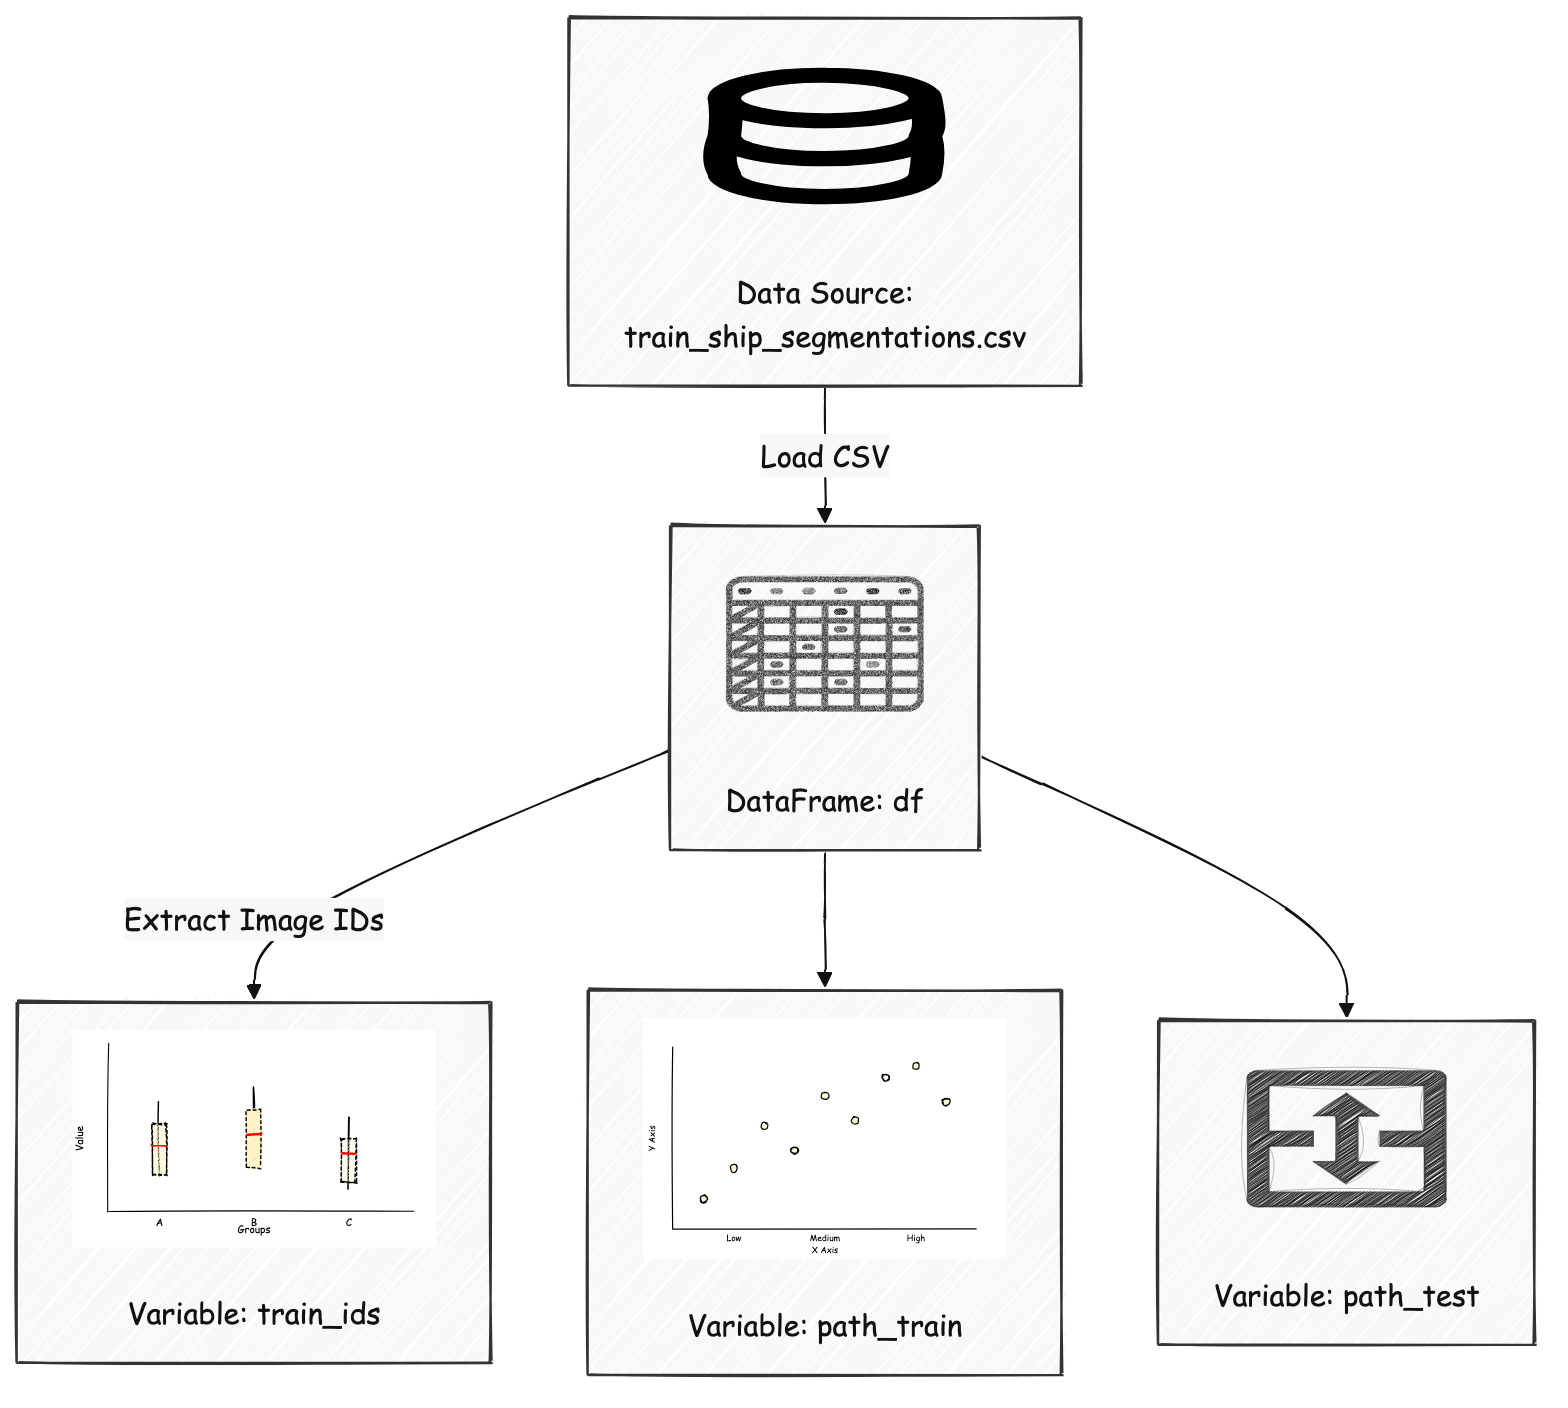 Data Source:
train_ship_segmentations.csv
Load CSV
DataFrame: df
Extract Image IDs
Value
A
B
C
Groups
Variable: train_ids
Y Axis
Low
Medium
High
X Axis
Variable: path_train
Variable: path_test